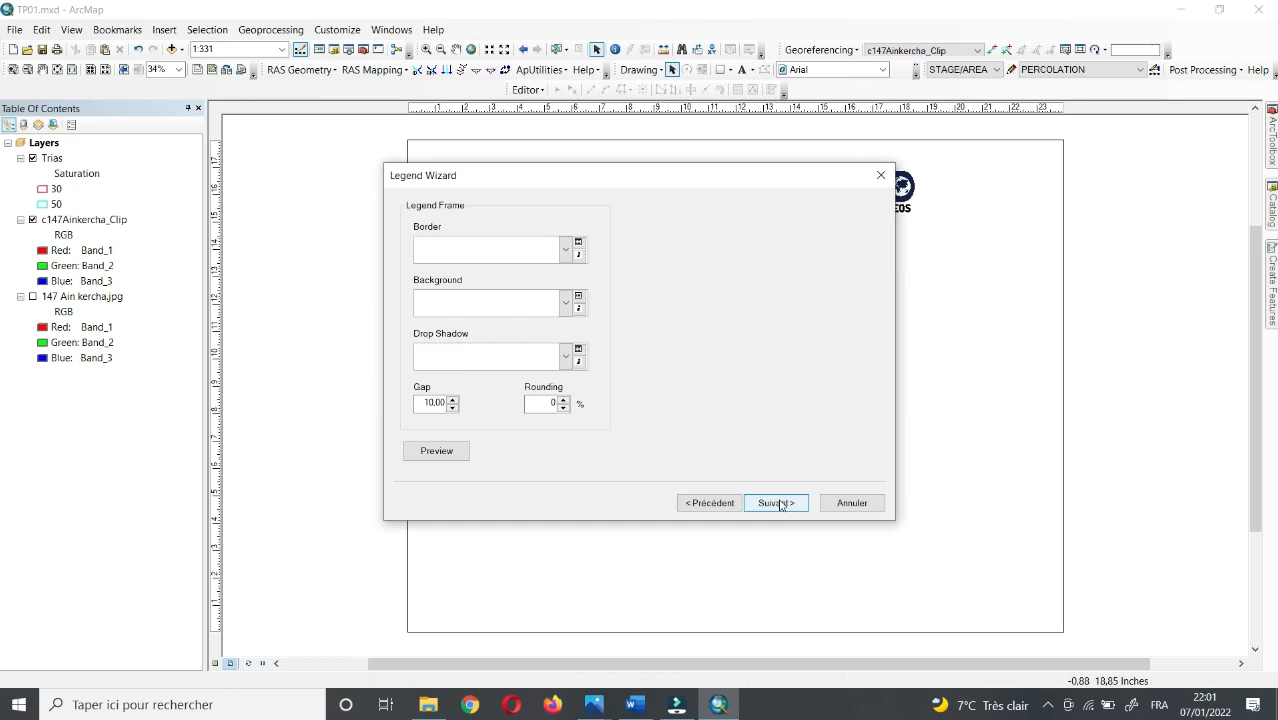 TP01.mxd - ArcMap
File Edit View Bookmarks Insert Selection Geoprocessing Customize Windows Help
1:331 Georeferencing c147Ainkercha_Clip
34% RAS Geometry RAS Mapping ApUtilities Help Drawing A Arial STAGE/AREA PERCOLATION Post Processing Help
Editor
Table Of Contents
Layers
Trias
Saturation
30
50
c147Ainkercha_Clip
RGB
Red: Band_1
Green: Band_2
Blue: Band_3
147 Ain kercha.jpg
RGB
Red: Band_1
Green: Band_2
Blue: Band_3
Legend Wizard
Legend Frame
Border
Background
Drop Shadow
Gap Rounding
10,00 0 %
Preview
< Précédent Suivant > Annuler
EOS
ArcToolbox
Catalog
Create Features
-0,88 18,85 Inches
Taper ici pour rechercher
7°C Très clair FRA 22:01
07/01/2022